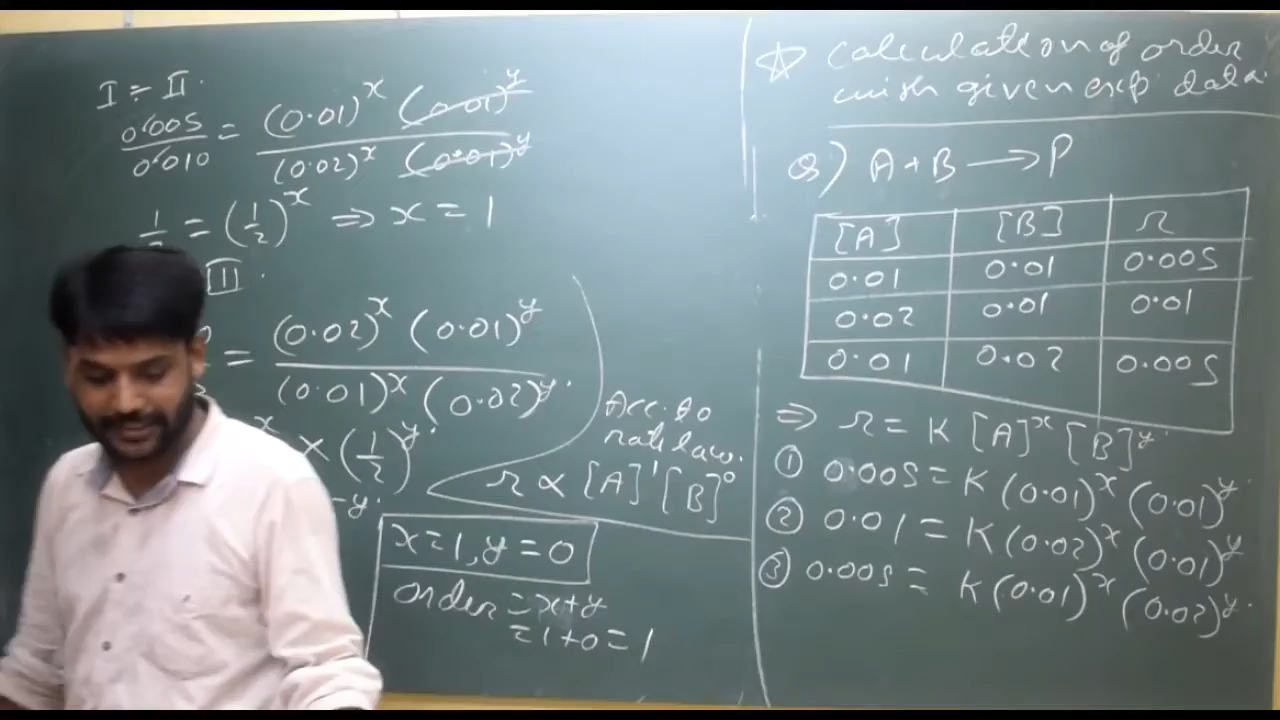 I ÷ II.
0.005 / 0.010 = (0.01)^x (0.01)^y / (0.02)^x (0.01)^y
= (1/2)^x ⇒ x = 1
III.
= (0.02)^x (0.01)^y / (0.01)^x (0.02)^y.
× (1/2)^y.
-y.
Acc. to
rate law.
r ∝ [A]^1 [B]^0
x=1, y = 0
order = x+y
= 1+0 = 1
☆ calculation of order
with given exp data.
Q) A+B ⟶ P
[A] [B] r
0.01 0.01 0.005
0.02 0.01 0.01
0.01 0.02 0.005
⇒ r = K [A]^x [B]^y.
① 0.005 = K (0.01)^x (0.01)^y.
② 0.01 = K (0.02)^x (0.01)^y
③ 0.005 = K (0.01)^x (0.02)^y.